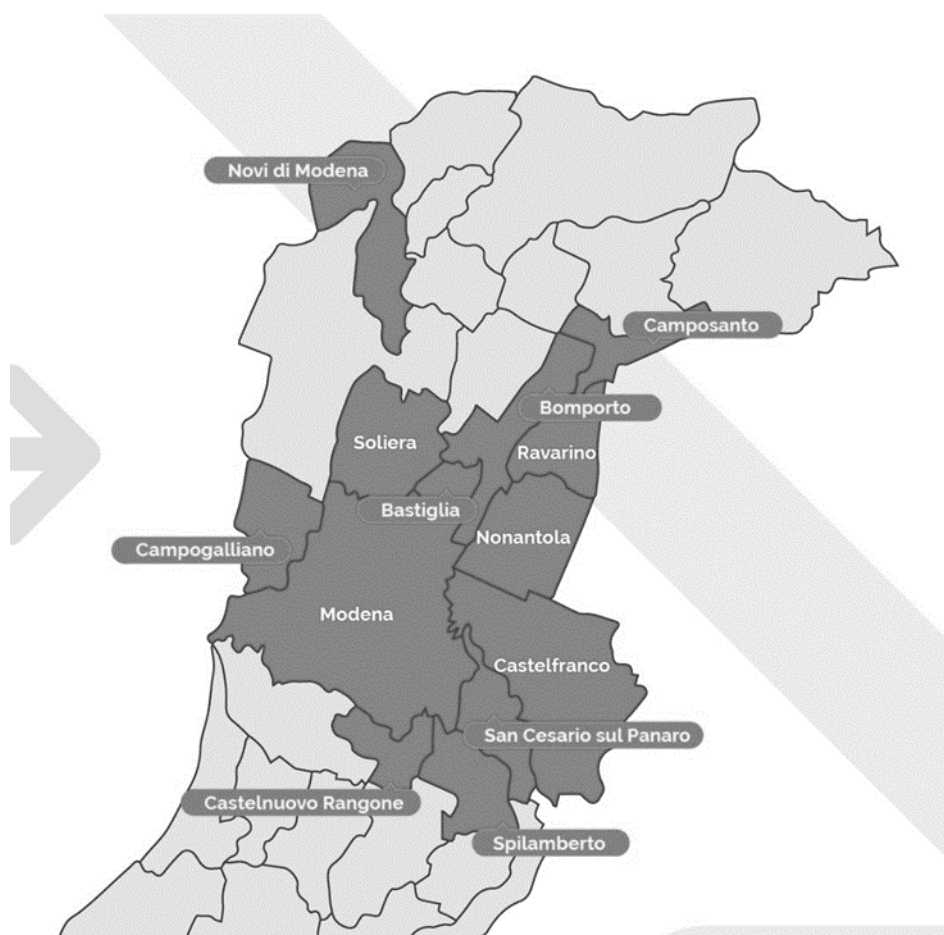 Novi di Modena
Camposanto
Bomporto
Soliera
Ravarino
Bastiglia
Nonantola
Campogalliano
Modena
Castelfranco
San Cesario sul Panaro
Castelnuovo Rangone
Spilamberto